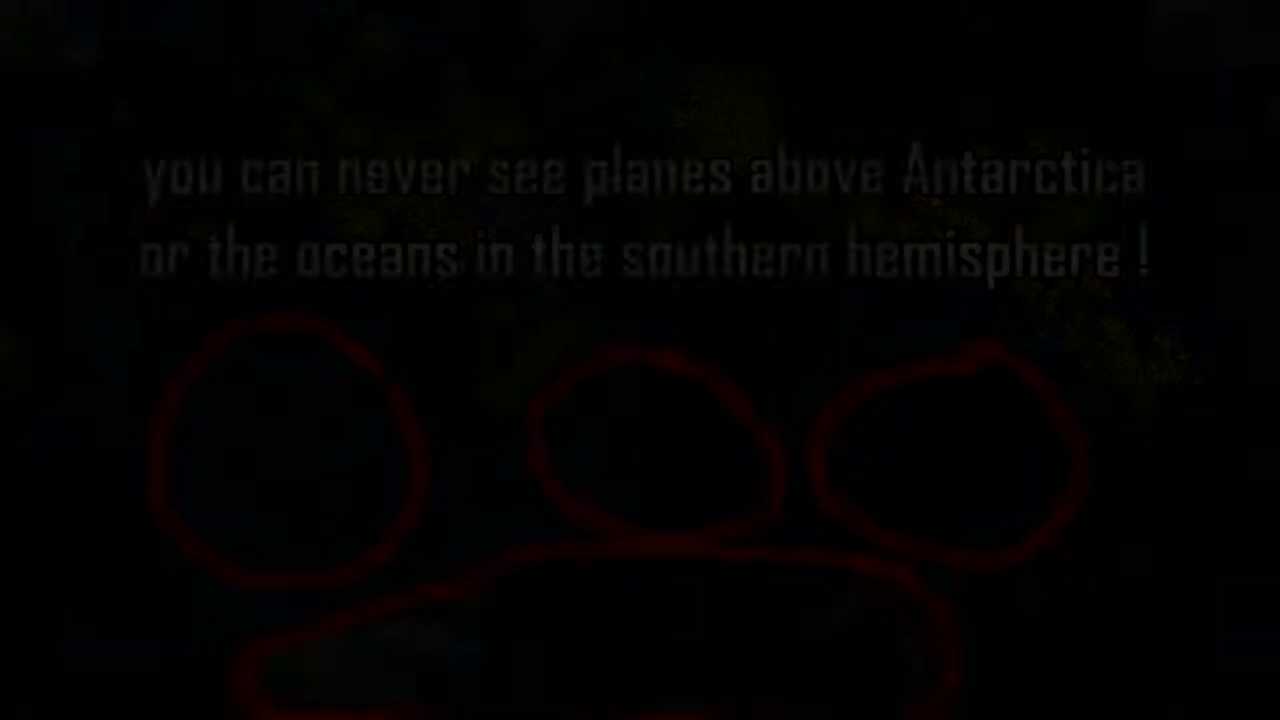 you can never see planes above Antarctica
or the oceans in the southern hemisphere !